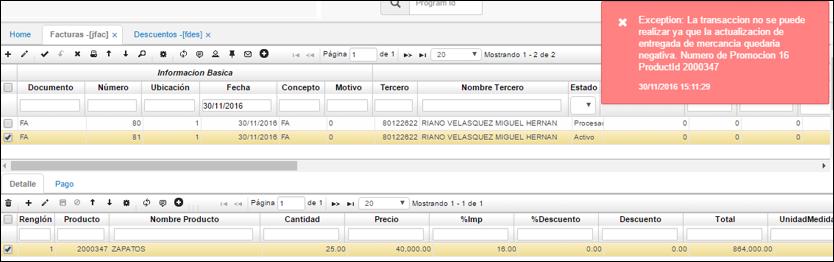 Program Id
Exception: La transaccion no se puede
realizar ya que la actualizacion de
entregada de mercancia quedaria
negativa. Numero de Promocion 16
ProductId 2000347
30/11/2016 15:11:29
Home Facturas -[jfac] x Descuentos -[fdes] x
Página 1 de 1 20 Mostrando 1 - 2 de 2
Informacion Basica
Documento Número Ubicación Fecha Concepto Motivo Tercero Nombre Tercero Estado
30/11/2016
FA 80 1 30/11/2016 FA 80122622 RIANO VELASQUEZ MIGUEL HERNAN Procesad 0 0 0
FA 81 1 30/11/2016 FA 80122622 RIANO VELASQUEZ MIGUEL HERNAN Activo 0 0 0
Detalle Pago
Página 1 de 1 20 Mostrando 1 - 1 de 1
Renglón Producto Nombre Producto Cantidad Precio %Imp %Descuento Descuento Total UnidadMedida
1 2000347 ZAPATOS 25.00 40,000.00 16.00 0.00 0.00 864,000.00